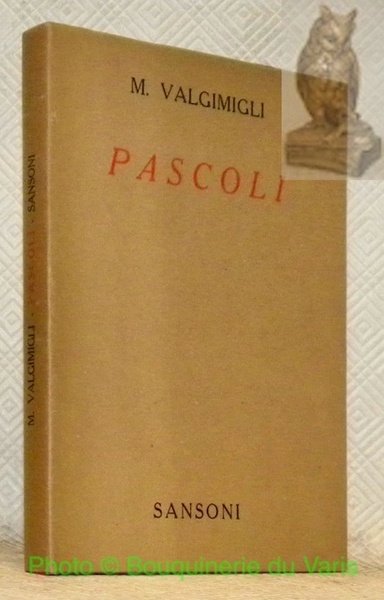 M. VALGIMIGLI
PASCOLI
SANSONI
M. VALGIMIGLI - PASCOLI - SANSONI
Photo © Bouquinerie du Varis